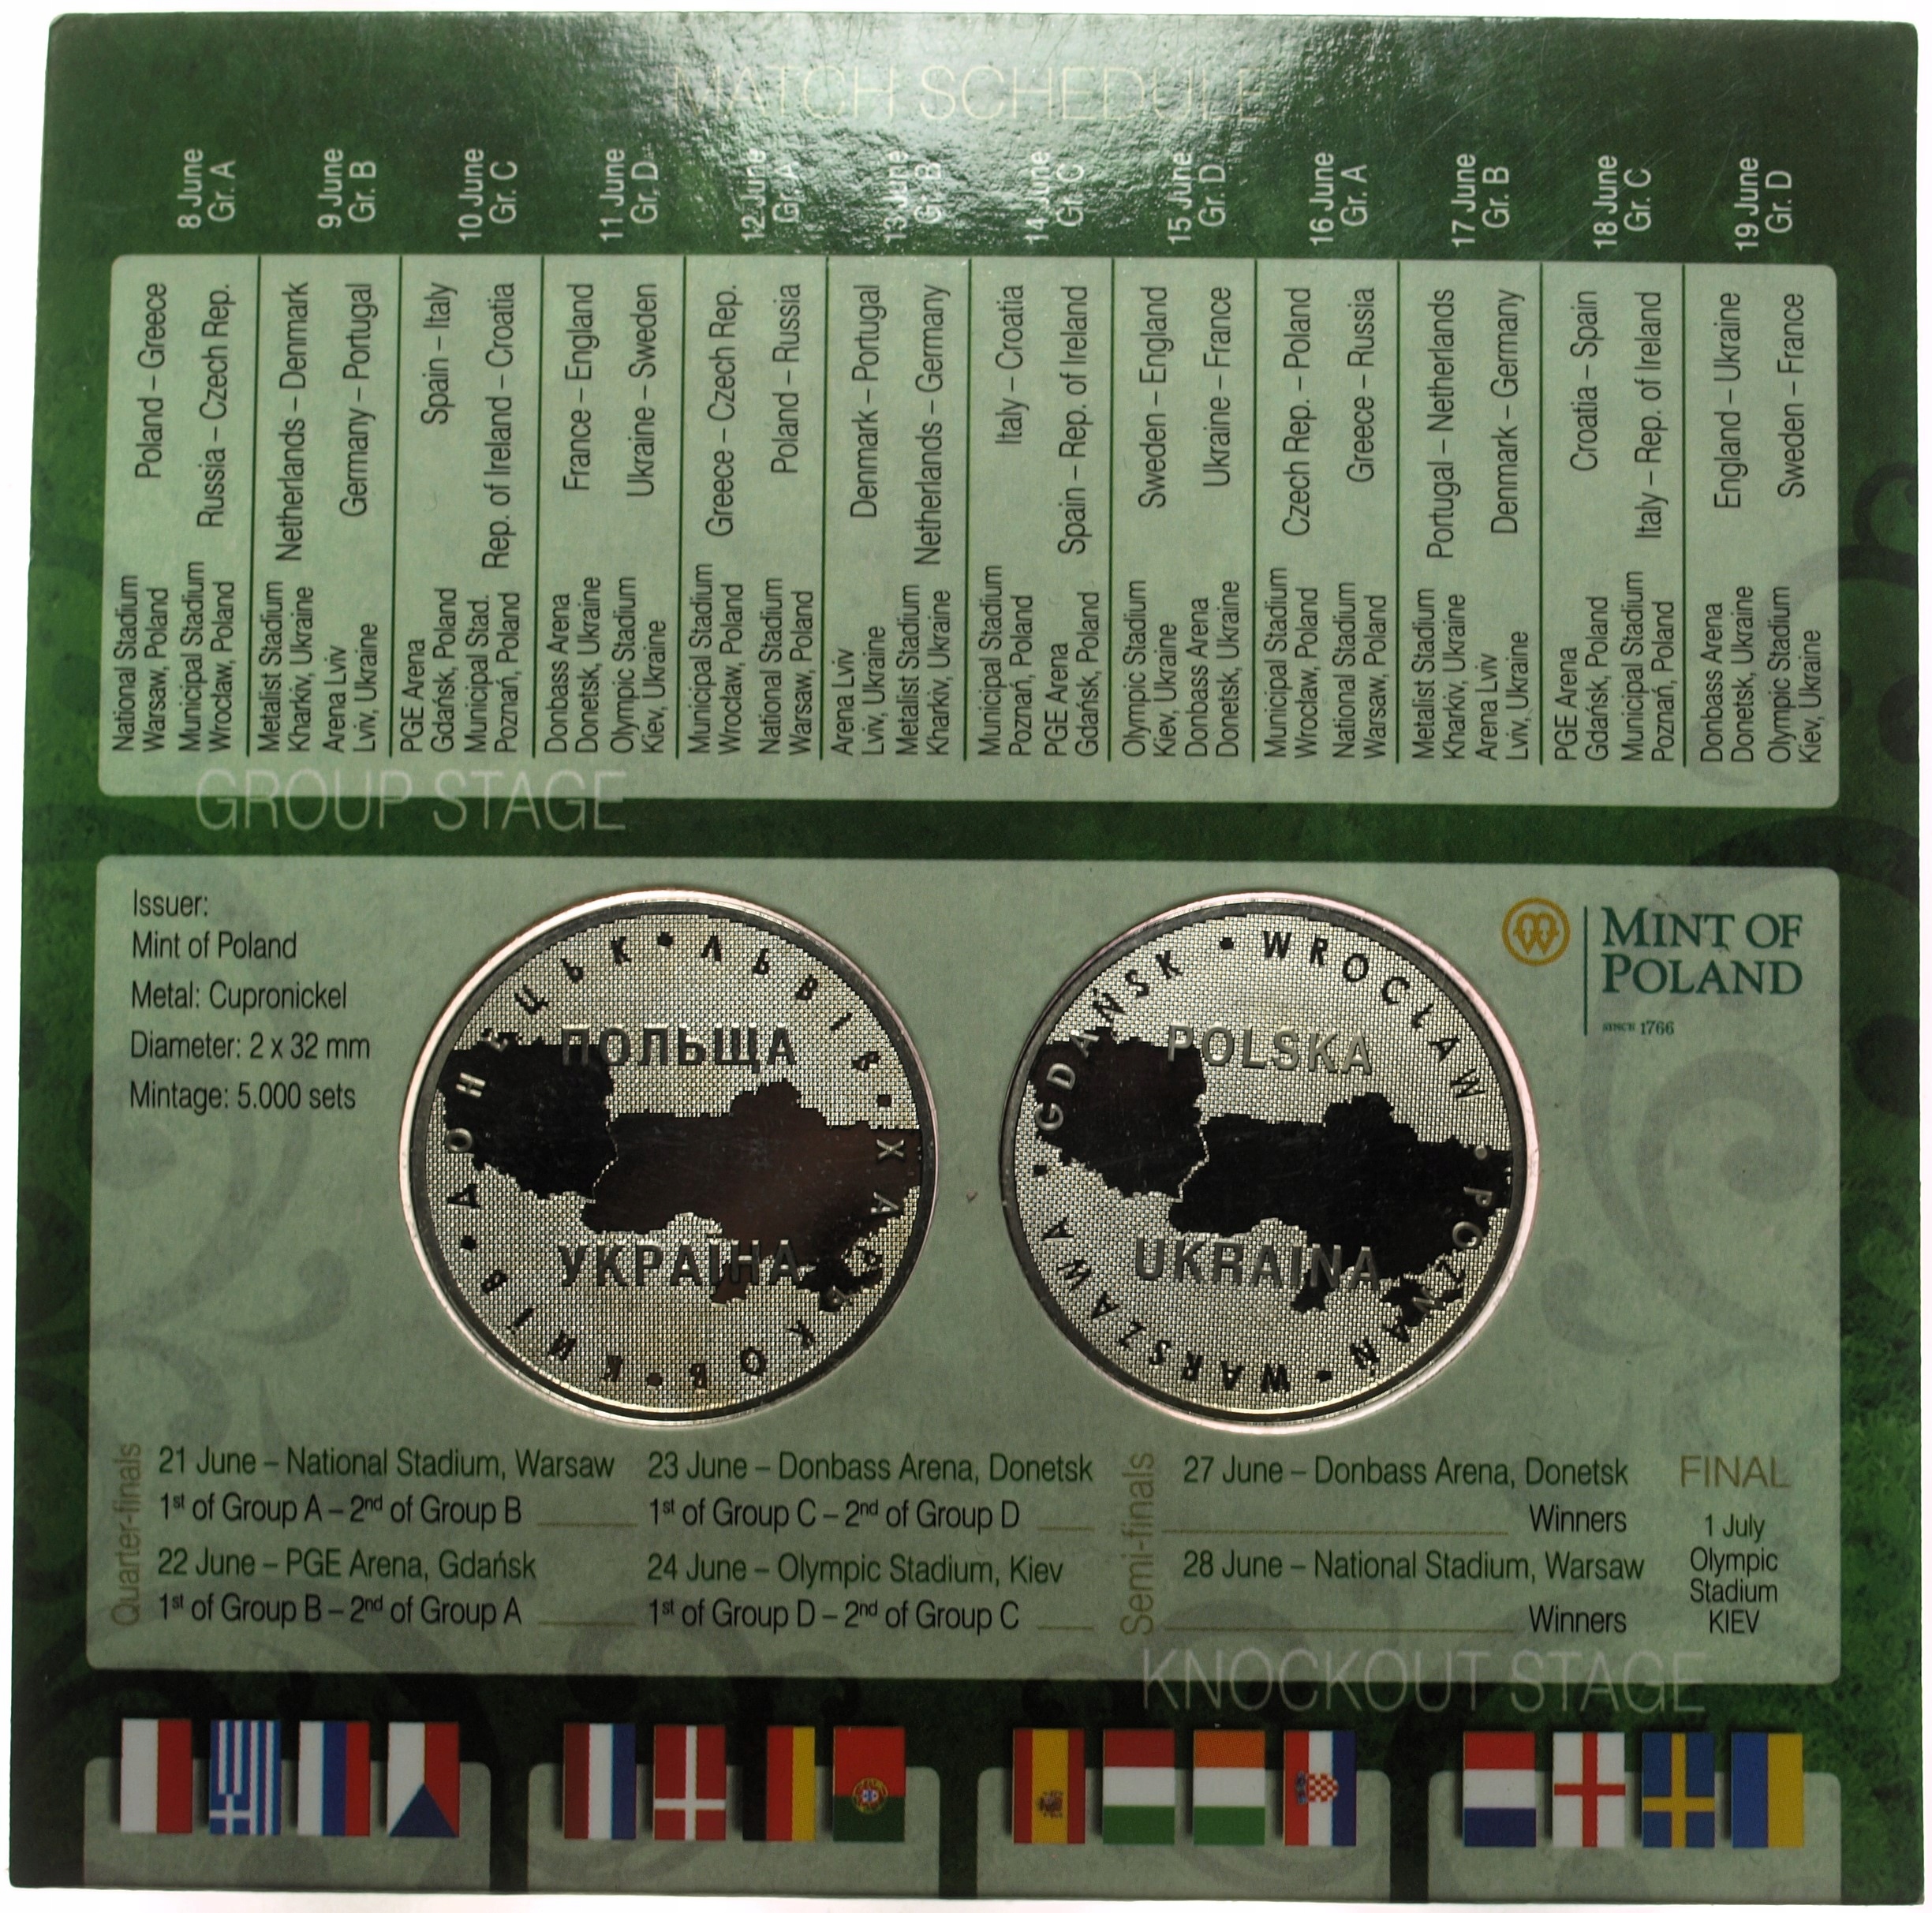 MATCH SCHEDULE
8 June
Gr. A
9 June
Gr. B
10 June
Gr. C
11 June
Gr. D
12 June
Gr. A
13 June
Gr. B
14 June
Gr. C
15 June
Gr. D
16 June
Gr. A
17 June
Gr. B
18 June
Gr. C
19 June
Gr. D
National Stadium
Warsaw, Poland
Poland – Greece
Municipal Stadium
Wrocław, Poland
Russia – Czech Rep.
Metalist Stadium
Kharkiv, Ukraine
Netherlands – Denmark
Arena Lviv
Lviv, Ukraine
Germany – Portugal
PGE Arena
Gdańsk, Poland
Spain – Italy
Municipal Stad.
Poznań, Poland
Rep. of Ireland – Croatia
Donbass Arena
Donetsk, Ukraine
France – England
Olympic Stadium
Kiev, Ukraine
Ukraine – Sweden
Municipal Stadium
Wrocław, Poland
Greece – Czech Rep.
National Stadium
Warsaw, Poland
Poland – Russia
Arena Lviv
Lviv, Ukraine
Denmark – Portugal
Metalist Stadium
Kharkiv, Ukraine
Netherlands – Germany
Municipal Stadium
Poznań, Poland
Italy – Croatia
PGE Arena
Gdańsk, Poland
Spain – Rep. of Ireland
Olympic Stadium
Kiev, Ukraine
Sweden – England
Donbass Arena
Donetsk, Ukraine
Ukraine – France
Municipal Stadium
Wrocław, Poland
Czech Rep. – Poland
National Stadium
Warsaw, Poland
Greece – Russia
Metalist Stadium
Kharkiv, Ukraine
Portugal – Netherlands
Arena Lviv
Lviv, Ukraine
Denmark – Germany
PGE Arena
Gdańsk, Poland
Croatia – Spain
Municipal Stadium
Poznań, Poland
Italy – Rep. of Ireland
Donbass Arena
Donetsk, Ukraine
England – Ukraine
Olympic Stadium
Kiev, Ukraine
Sweden – France
GROUP STAGE
Issuer:
Mint of Poland
Metal: Cupronickel
Diameter: 2 x 32 mm
Mintage: 5.000 sets
• ЛЬВІВ • ХАРЬКОВ • КИЇВ • ДОНЕЦЬК
ПОЛЬЩА
УКРАЇНА
• WROCŁAW • POZNAŃ • WARSZAWA • GDAŃSK
POLSKA
UKRAINA
MINT OF
POLAND
SINCE 1766
Quarter-finals
21 June – National Stadium, Warsaw
1st of Group A – 2nd of Group B
22 June – PGE Arena, Gdańsk
1st of Group B – 2nd of Group A
23 June – Donbass Arena, Donetsk
1st of Group C – 2nd of Group D
24 June – Olympic Stadium, Kiev
1st of Group D – 2nd of Group C
Semi-finals
27 June – Donbass Arena, Donetsk
Winners
28 June – National Stadium, Warsaw
Winners
FINAL
1 July
Olympic
Stadium
KIEV
KNOCKOUT STAGE